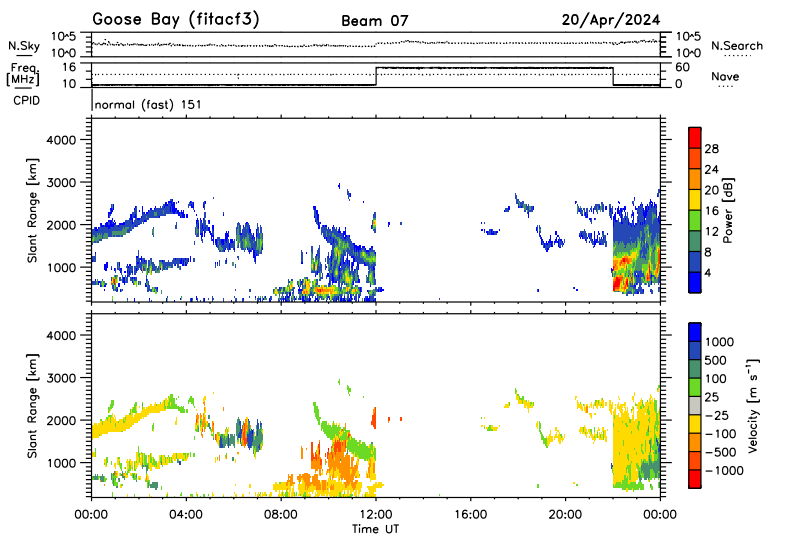 Goose Bay (fitacf3) Beam 07 20/Apr/2024
N.Sky 10^5 10^0 10^5 10^0 N.Search
Freq. [MHz] 16 10 60 0 Nave
CPID normal (fast) 151
Slant Range [km] 4000 3000 2000 1000
Power [dB] 28 24 20 16 12 8 4
Slant Range [km] 4000 3000 2000 1000
Velocity [m s⁻¹] 1000 500 100 25 −25 −100 −500 −1000
00:00 04:00 08:00 12:00 16:00 20:00 00:00
Time UT